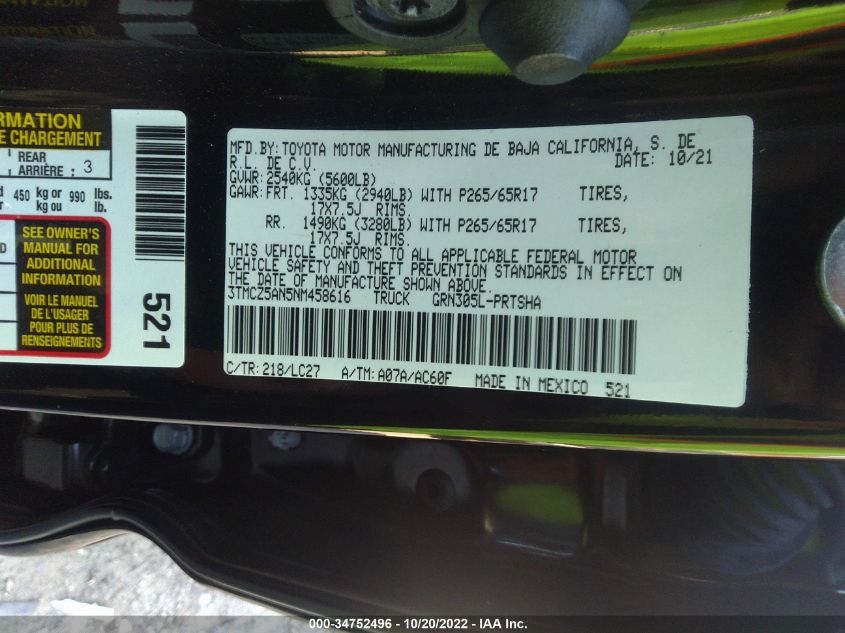 RMATION
E CHARGEMENT
REAR
ARRIÈRE : 3
450 kg or 990 lbs.
kg ou lb.
SEE OWNER'S
MANUAL FOR
ADDITIONAL
INFORMATION
VOIR LE MANUEL
DE L'USAGER
POUR PLUS DE
RENSEIGNEMENTS
521
MFD.BY:TOYOTA MOTOR MANUFACTURING DE BAJA CALIFORNIA, S. DE
R.L. DE C.V. DATE: 10/21
GVWR:2540KG (5600LB)
GAWR:FRT. 1335KG (2940LB) WITH P265/65R17 TIRES,
17X7.5J RIMS.
RR. 1490KG (3280LB) WITH P265/65R17 TIRES,
17X7.5J RIMS.
THIS VEHICLE CONFORMS TO ALL APPLICABLE FEDERAL MOTOR
VEHICLE SAFETY AND THEFT PREVENTION STANDARDS IN EFFECT ON
THE DATE OF MANUFACTURE SHOWN ABOVE.
3TMCZ5AN5NM458616 TRUCK GRN305L-PRTSHA
C/TR:218/LC27 A/TM:A07A/AC60F MADE IN MEXICO 521
000-34752496 - 10/20/2022 - IAA Inc.